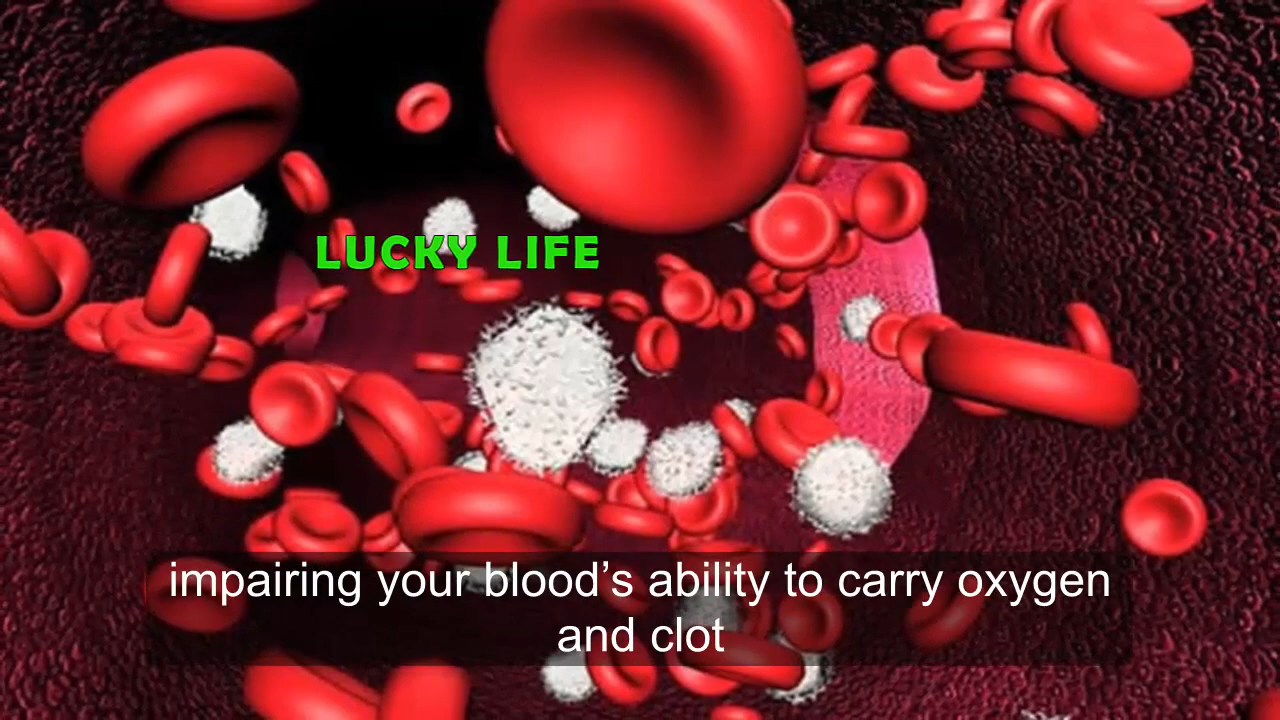 LUCKY LIFE
impairing your blood’s ability to carry oxygen
and clot